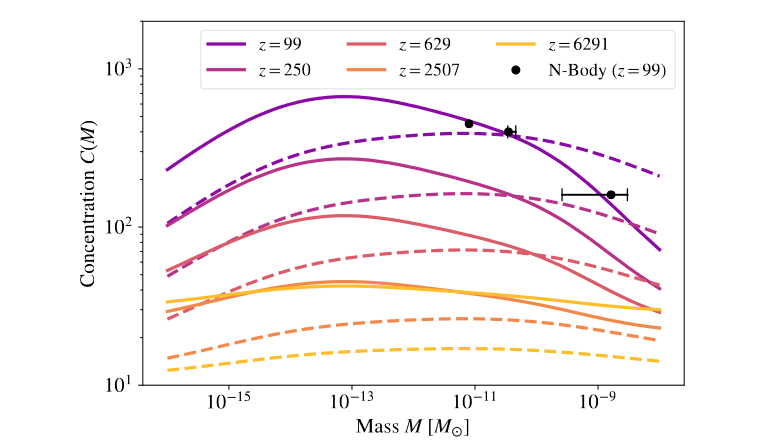 z = 99
z = 629
z = 6291
z = 250
z = 2507
N-Body (z = 99)
Concentration C(M)
10³
10²
10¹
10⁻¹⁵
10⁻¹³
10⁻¹¹
10⁻⁹
Mass M [M⊙]